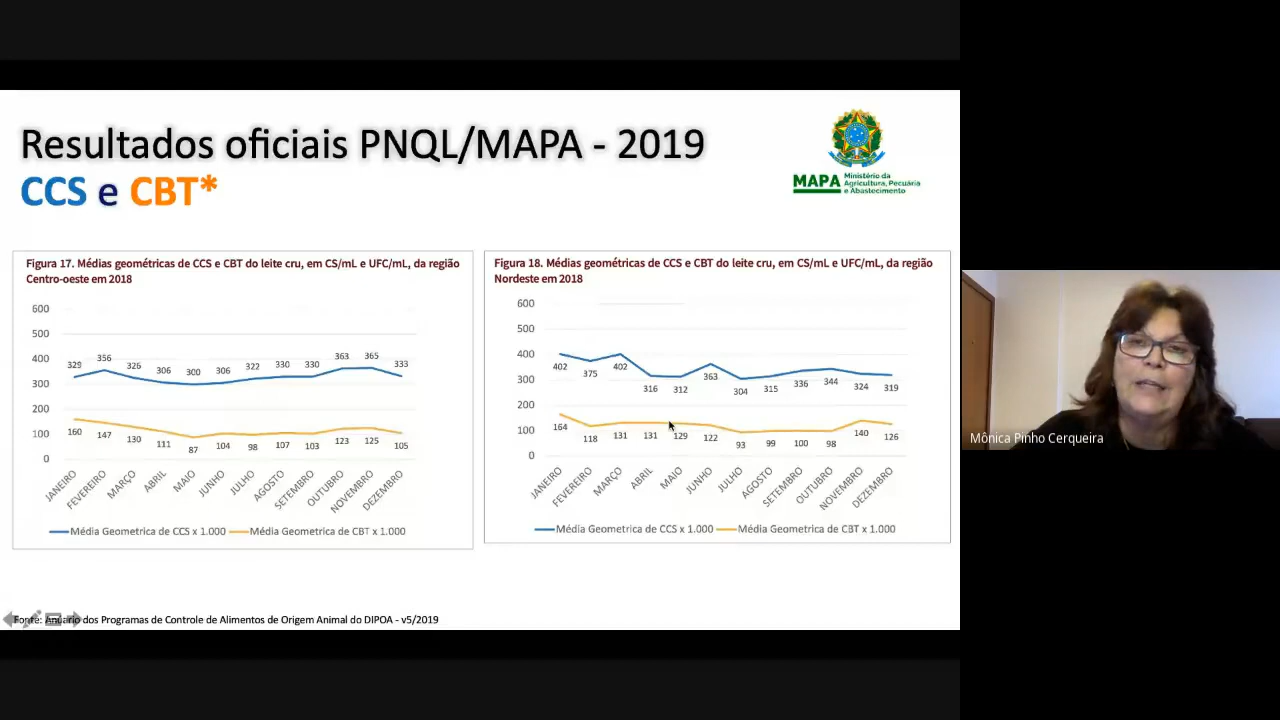 Resultados oficiais PNQL/MAPA - 2019
CCS e CBT*
MAPA
Ministério da
Agricultura, Pecuária
e Abastecimento
Figura 17. Médias geométricas de CCS e CBT do leite cru, em CS/mL e UFC/mL, da região
Centro-oeste em 2018
600
500
400
300
200
100
0
329 356 326 306 300 306 322 330 330 363 365 333
160 147 130 111 87 104 98 107 103 123 125 105
JANEIRO FEVEREIRO MARÇO ABRIL MAIO JUNHO JULHO AGOSTO SETEMBRO OUTUBRO NOVEMBRO DEZEMBRO
Média Geometrica de CCS x 1.000 Média Geometrica de CBT x 1.000
Figura 18. Médias geométricas de CCS e CBT do leite cru, em CS/mL e UFC/mL, da região
Nordeste em 2018
600
500
400
300
200
100
0
402 375 402 316 312 363 304 315 336 344 324 319
164 118 131 131 129 122 93 99 100 98 140 126
JANEIRO FEVEREIRO MARÇO ABRIL MAIO JUNHO JULHO AGOSTO SETEMBRO OUTUBRO NOVEMBRO DEZEMBRO
Média Geometrica de CCS x 1.000 Média Geometrica de CBT x 1.000
Fonte: Anuário dos Programas de Controle de Alimentos de Origem Animal do DIPOA - v5/2019
Mônica Pinho Cerqueira